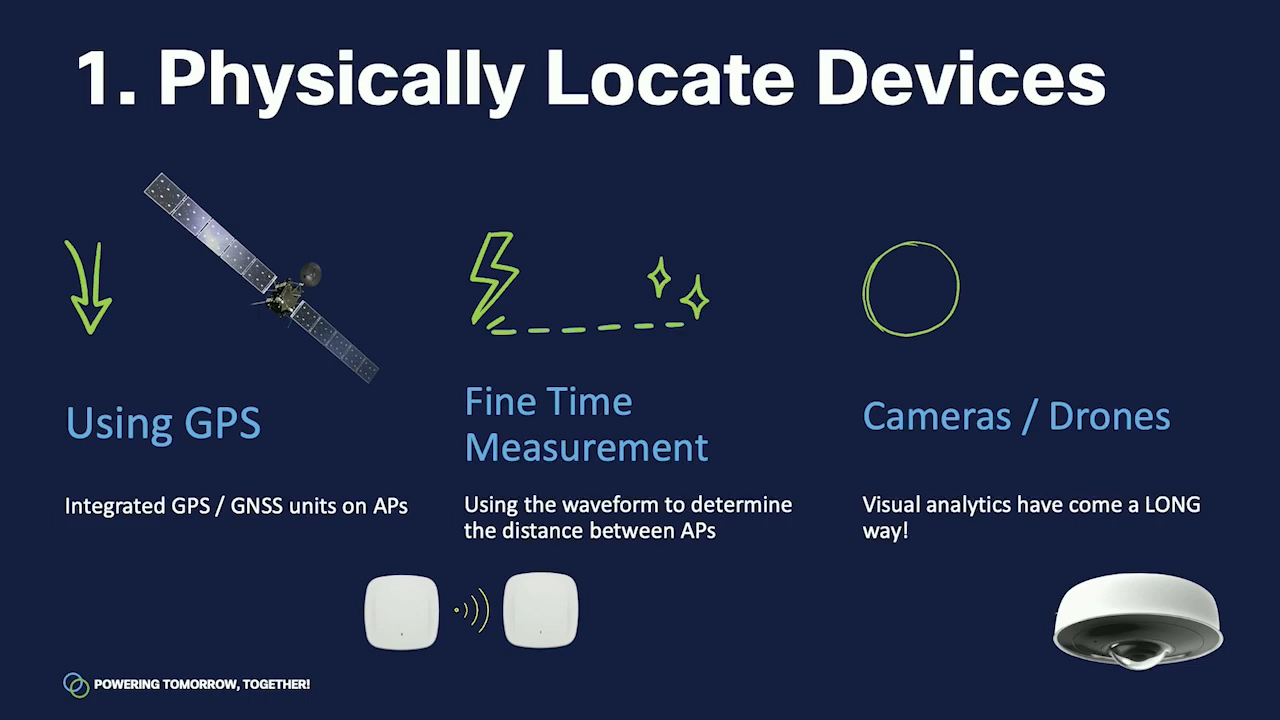 1. Physically Locate Devices
Using GPS
Integrated GPS / GNSS units on APs
Fine Time
Measurement
Using the waveform to determine
the distance between APs
Cameras / Drones
Visual analytics have come a LONG
way!
POWERING TOMORROW, TOGETHER!